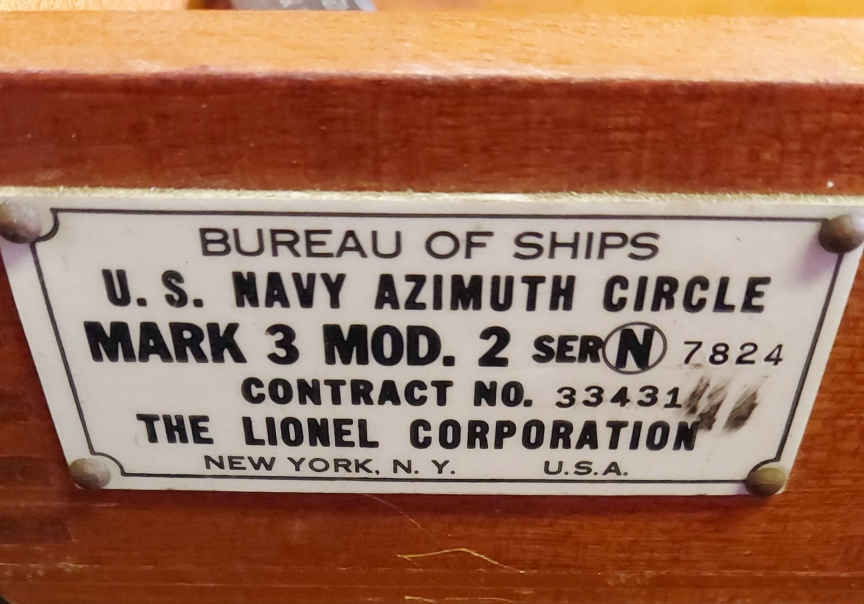 BUREAU OF SHIPS
U.S. NAVY AZIMUTH CIRCLE
MARK 3 MOD. 2 SER N 7824
CONTRACT NO. 33431
THE LIONEL CORPORATION
NEW YORK, N. Y. U.S.A.